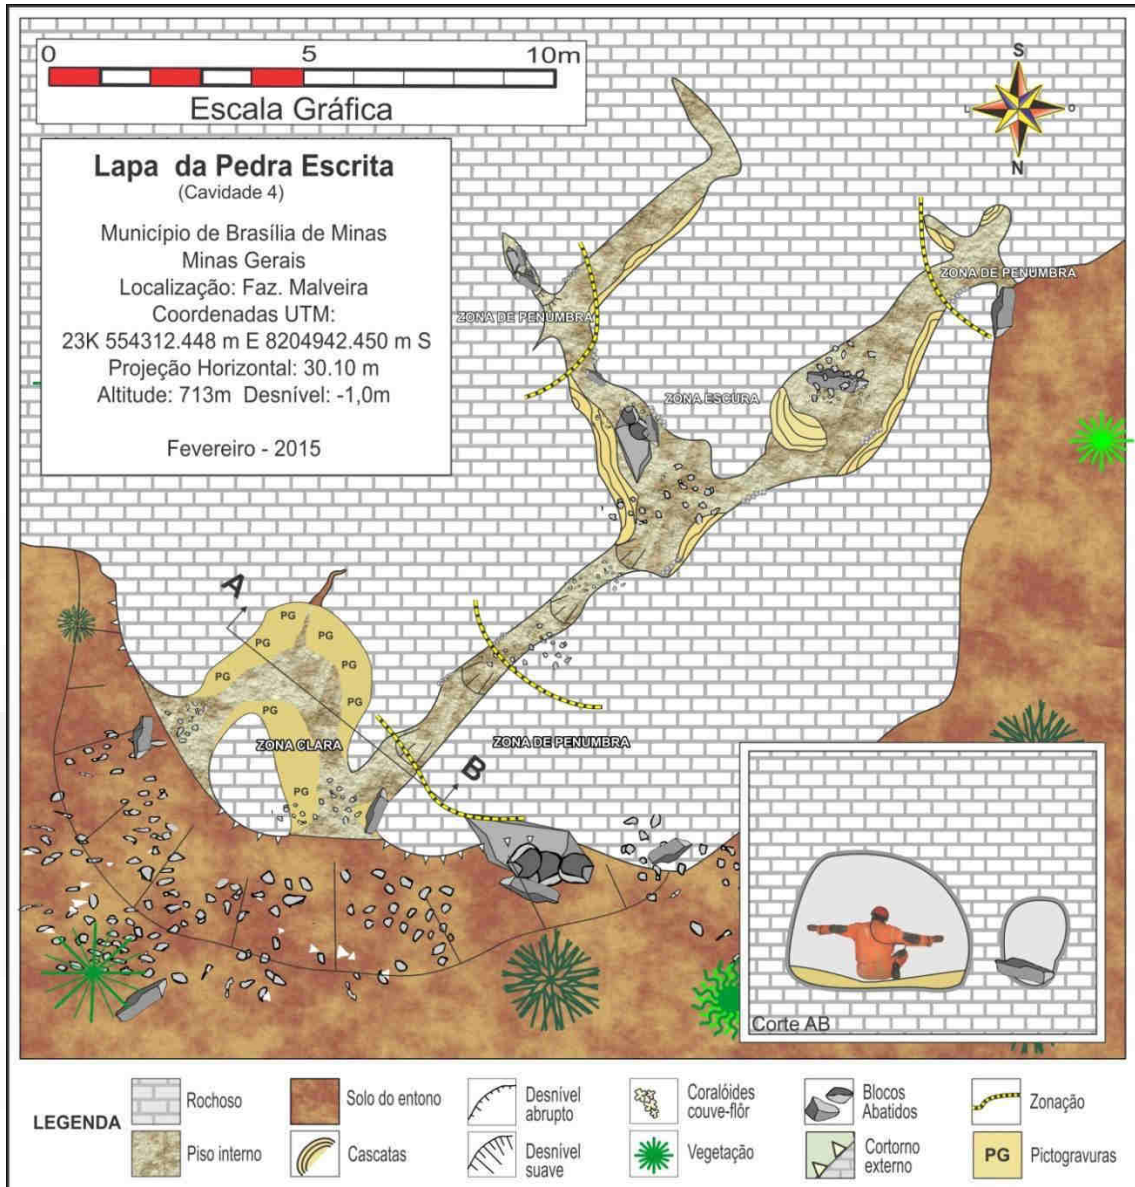 0 5 10m
Escala Gráfica
S
L O
N
Lapa da Pedra Escrita
(Cavidade 4)
Município de Brasília de Minas
Minas Gerais
Localização: Faz. Malveira
Coordenadas UTM:
23K 554312.448 m E 8204942.450 m S
Projeção Horizontal: 30.10 m
Altitude: 713m Desnível: -1,0m
Fevereiro - 2015
ZONA DE PENUMBRA
ZONA DE PENUMBRA
ZONA ESCURA
A
PG
PG
PG
PG
PG
PG
PG
PG
ZONA CLARA
ZONA DE PENUMBRA
B
Corte AB
LEGENDA
Rochoso
Solo do entono
Desnível
abrupto
Coralóides
couve-flôr
Blocos
Abatidos
Zonação
Piso interno
Cascatas
Desnível
suave
Vegetação
Cortorno
externo
PG
Pictogravuras